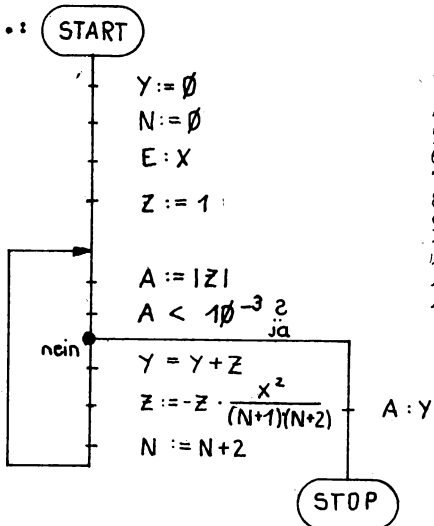 START
Y := Ø
N := Ø
E : X
Z := 1
A := |Z|
A < 1Ø⁻³ ?
ja
nein
Y = Y + Z
Z := -Z · X² / (N+1)·(N+2)
A : Y
N := N+2
STOP